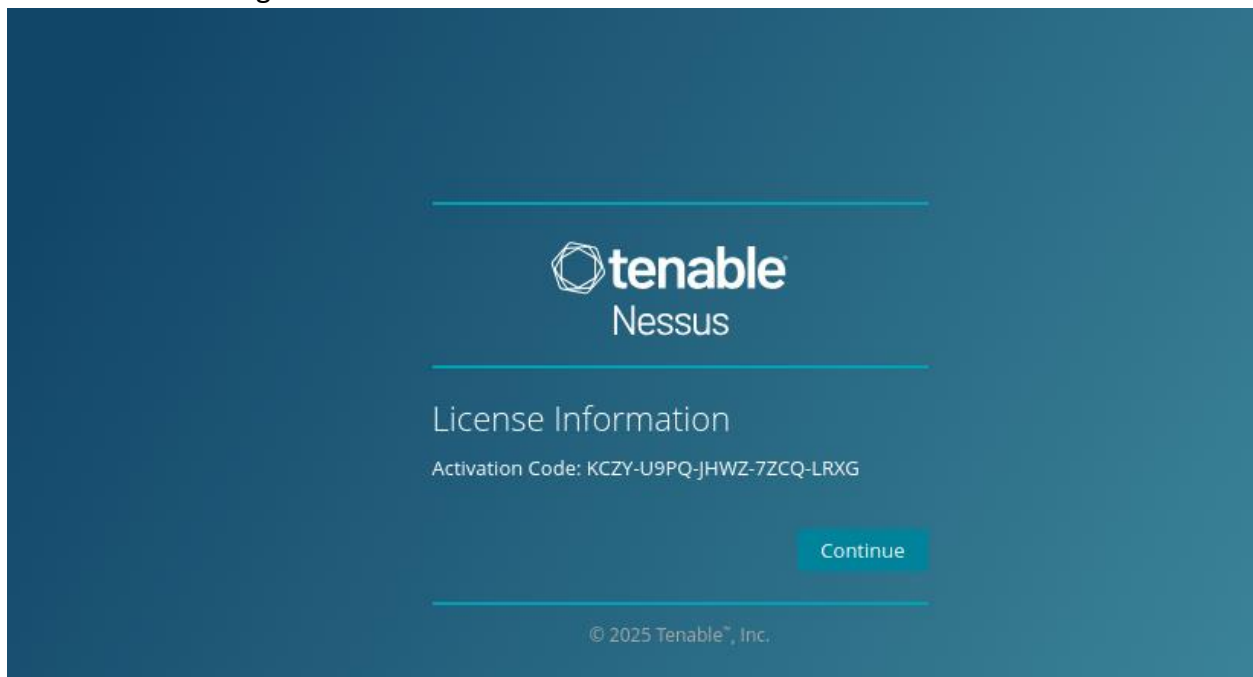 tenable
Nessus
License Information
Activation Code: KCZY-U9PQ-JHWZ-7ZCQ-LRXG
Continue
© 2025 Tenable™, Inc.